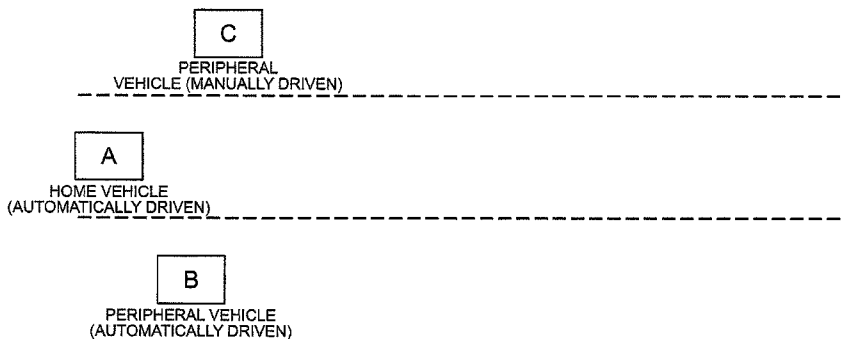 C
PERIPHERAL
VEHICLE (MANUALLY DRIVEN)
A
HOME VEHICLE
(AUTOMATICALLY DRIVEN)
B
PERIPHERAL VEHICLE
(AUTOMATICALLY DRIVEN)